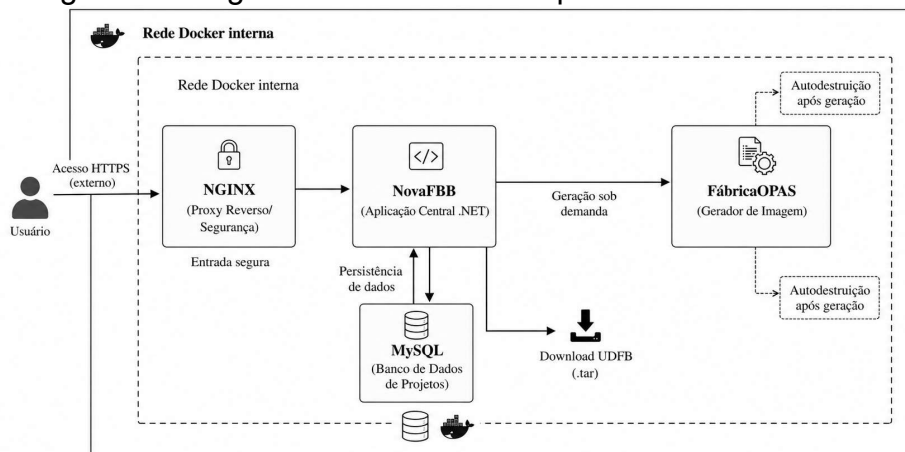 Rede Docker interna
Rede Docker interna
Autodestruição
após geração
Acesso HTTPS
(externo)
Usuário
NGINX
(Proxy Reverso/
Segurança)
Entrada segura
NovaFBB
(Aplicação Central .NET)
Geração sob
demanda
FábricaOPAS
(Gerador de Imagem)
Persistência
de dados
Autodestruição
após geração
MySQL
(Banco de Dados
de Projetos)
Download UDFB
(.tar)